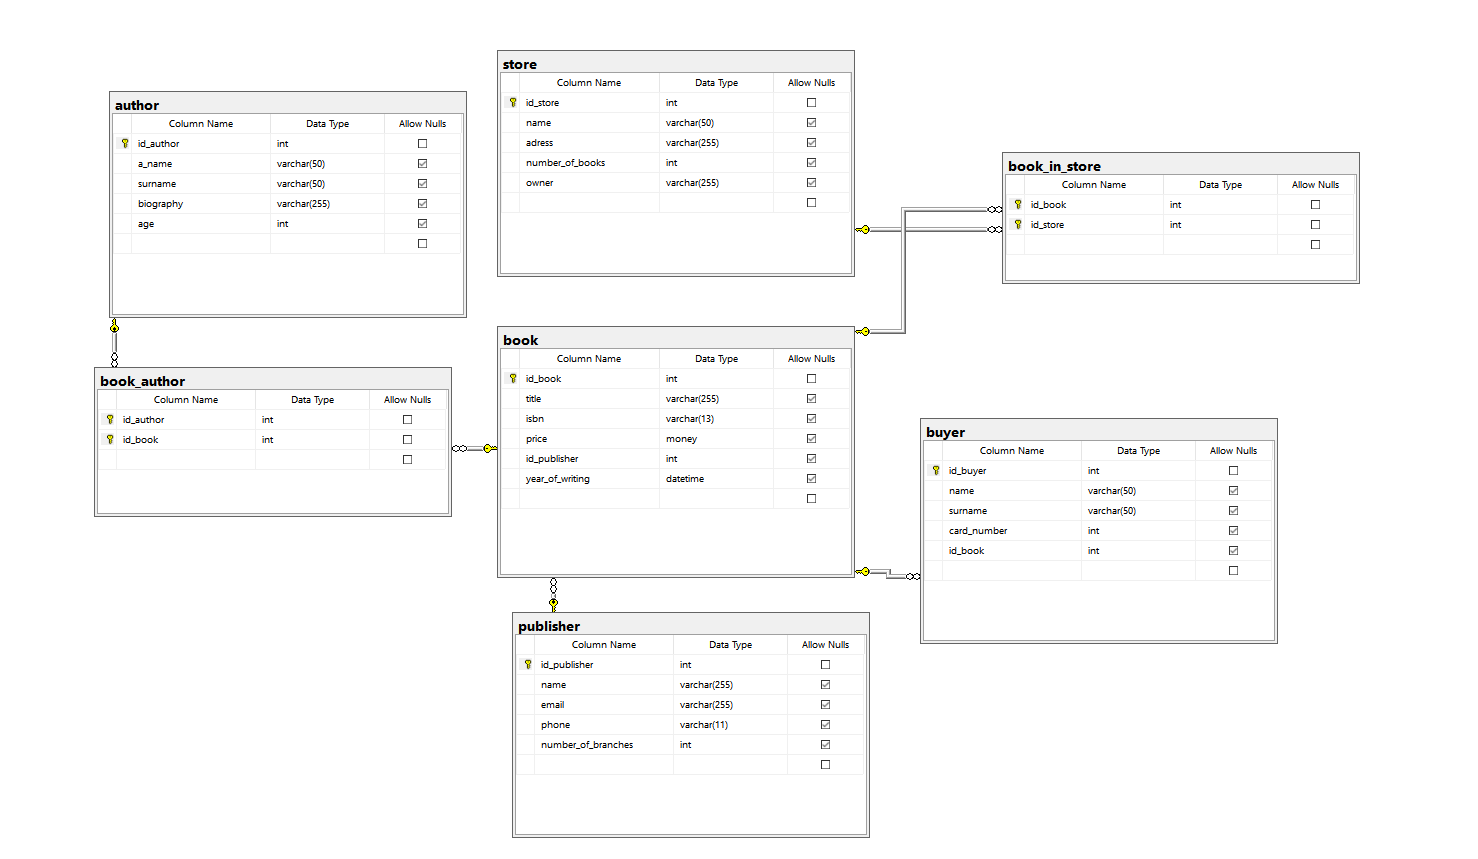 store
Column Name Data Type Allow Nulls
id_store int
name varchar(50)
adress varchar(255)
number_of_books int
owner varchar(255)
author
Column Name Data Type Allow Nulls
id_author int
a_name varchar(50)
surname varchar(50)
biography varchar(255)
age int
book_in_store
Column Name Data Type Allow Nulls
id_book int
id_store int
book
Column Name Data Type Allow Nulls
id_book int
title varchar(255)
isbn varchar(13)
price money
id_publisher int
year_of_writing datetime
book_author
Column Name Data Type Allow Nulls
id_author int
id_book int
buyer
Column Name Data Type Allow Nulls
id_buyer int
name varchar(50)
surname varchar(50)
card_number int
id_book int
publisher
Column Name Data Type Allow Nulls
id_publisher int
name varchar(255)
email varchar(255)
phone varchar(11)
number_of_branches int